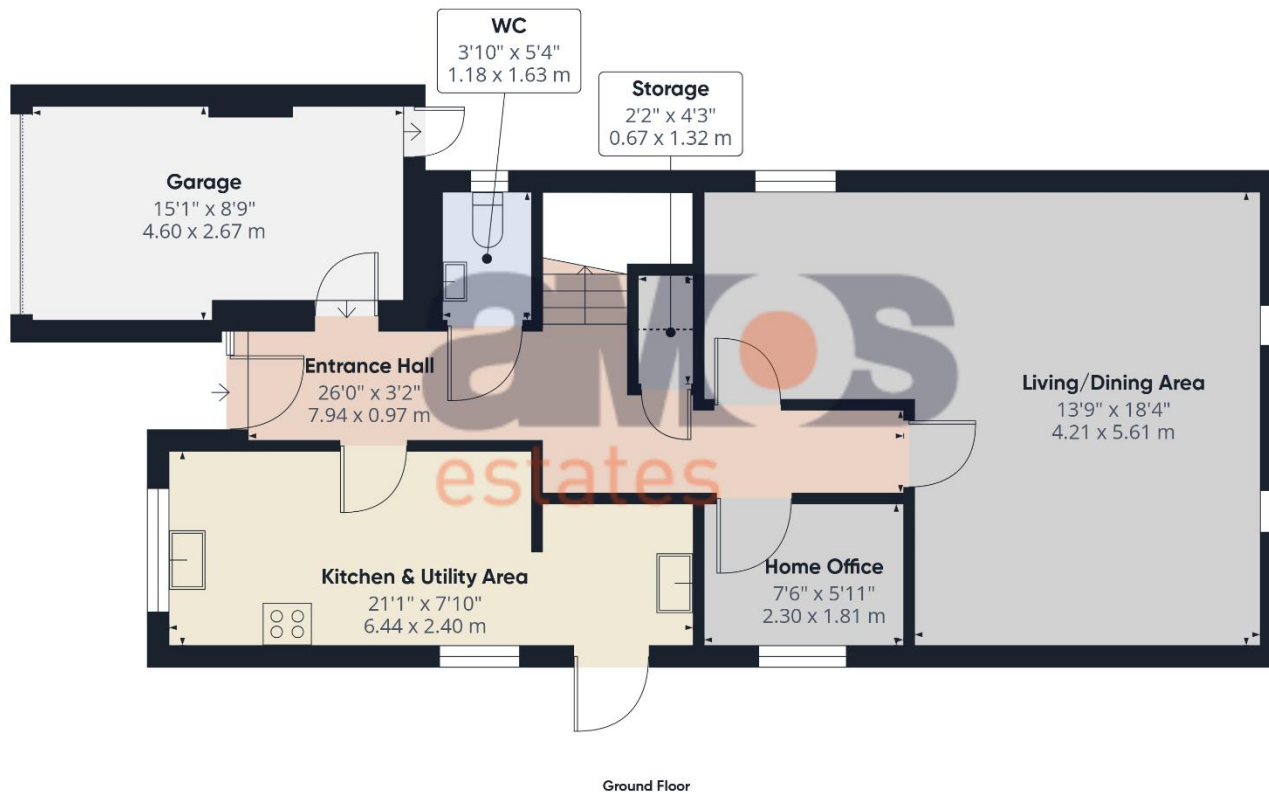 WC
3'10" x 5'4"
1.18 x 1.63 m
Storage
2'2" x 4'3"
0.67 x 1.32 m
Garage
15'1" x 8'9"
4.60 x 2.67 m
Entrance Hall
26'0" x 3'2"
7.94 x 0.97 m
Living/Dining Area
13'9" x 18'4"
4.21 x 5.61 m
aMOS
estates
Kitchen & Utility Area
21'1" x 7'10"
6.44 x 2.40 m
Home Office
7'6" x 5'11"
2.30 x 1.81 m
Ground Floor